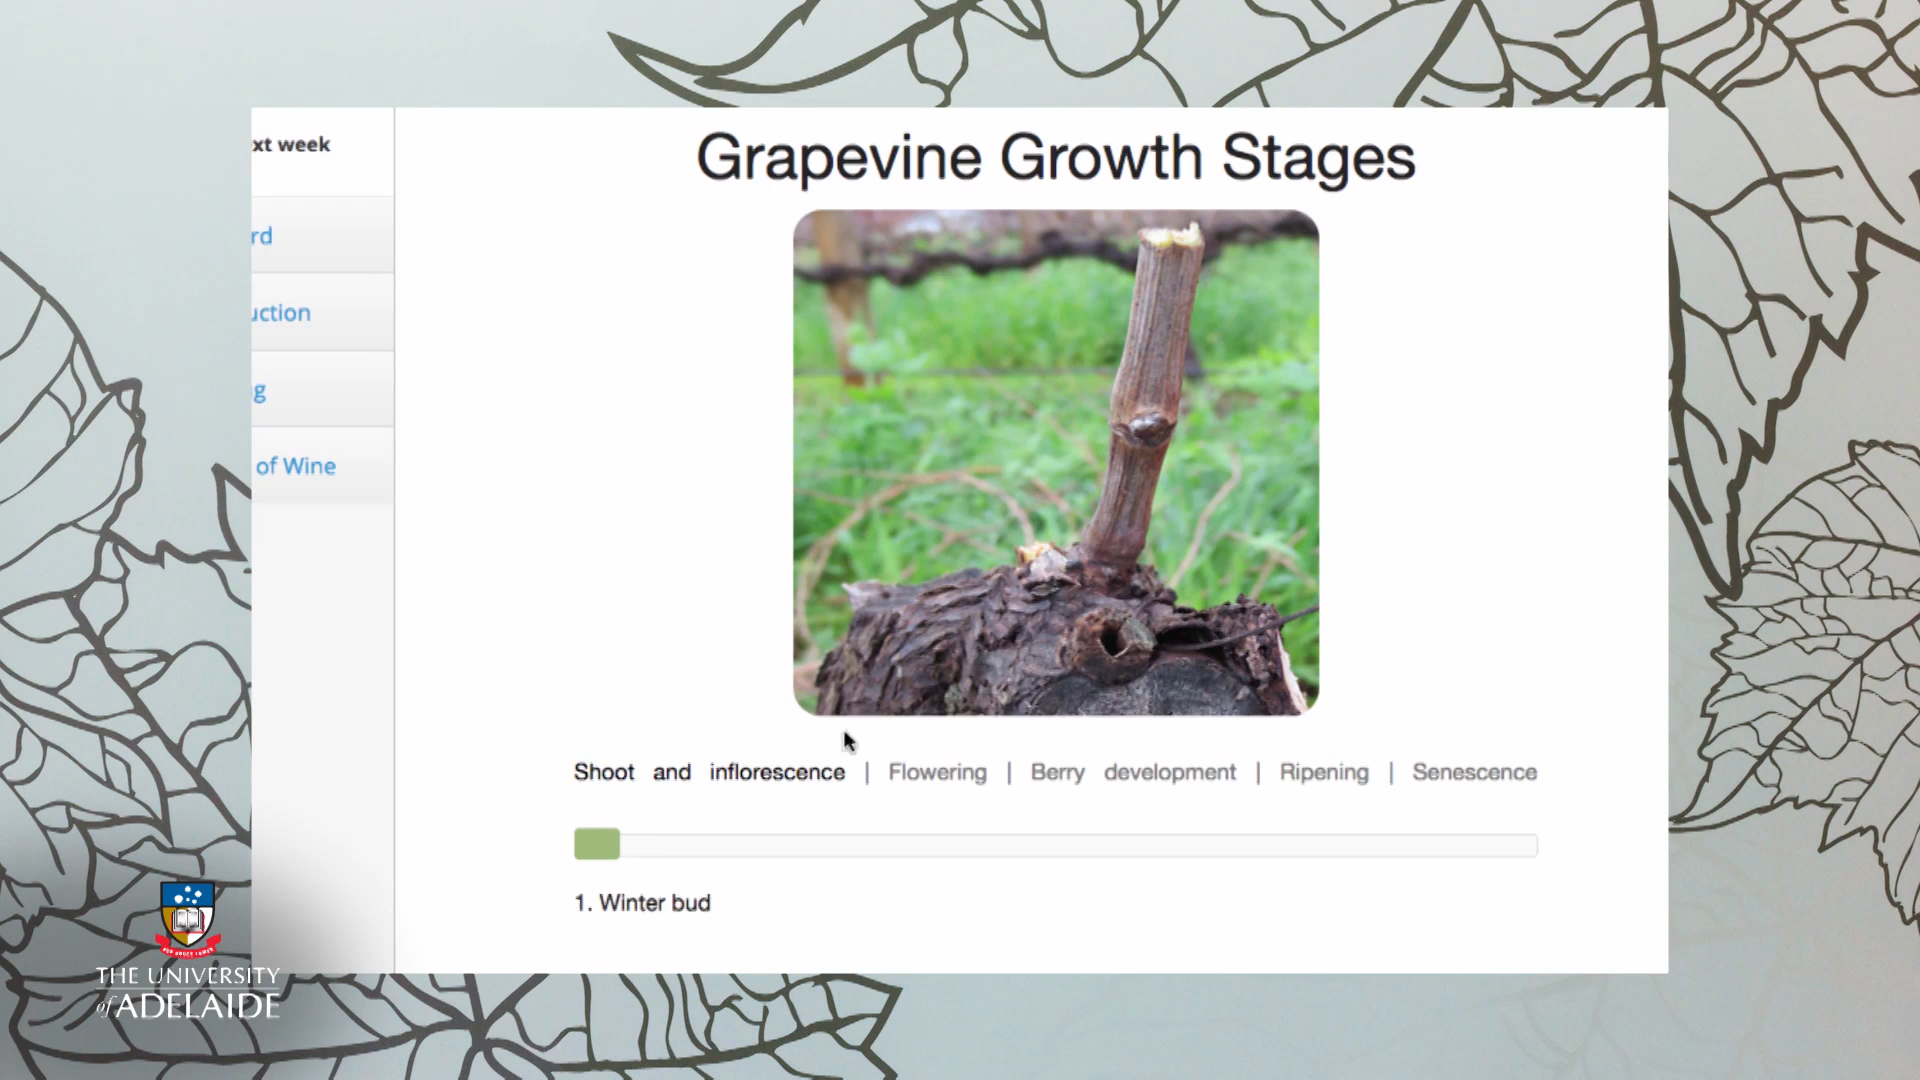 xt week
rd
uction
g
of Wine
Grapevine Growth Stages
Shoot and inflorescence | Flowering | Berry development | Ripening | Senescence
1. Winter bud
THE UNIVERSITY
of ADELAIDE